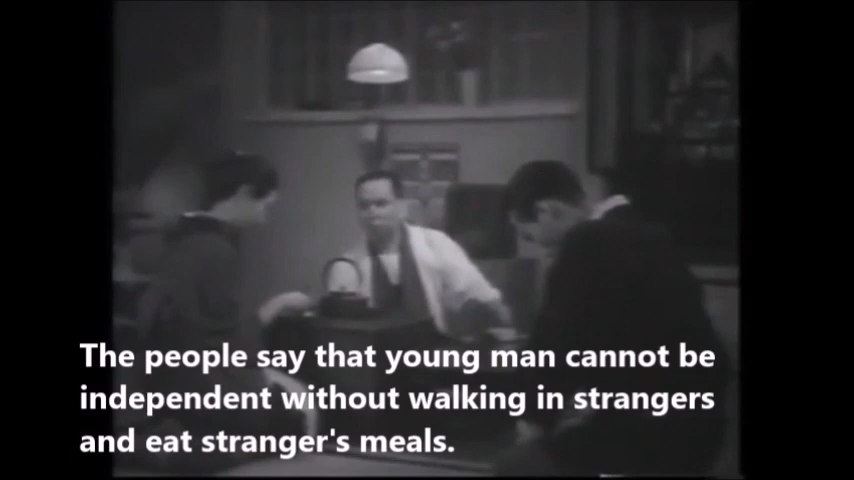 The people say that young man cannot be
independent without walking in strangers
and eat stranger's meals.